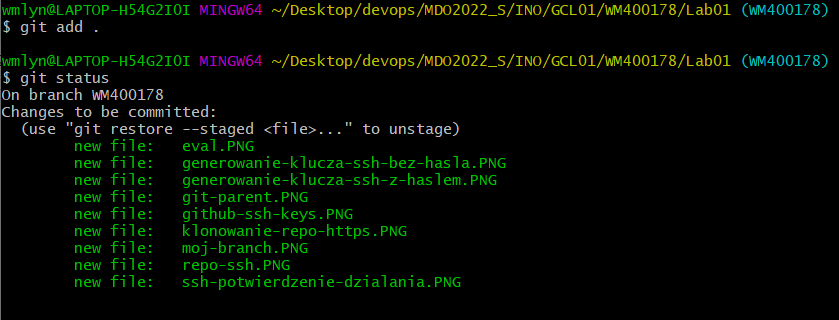 wmlyn@LAPTOP-H54G2I0I MINGW64 ~/Desktop/devops/MDO2022_S/INO/GCL01/WM400178/Lab01 (WM400178)
$ git add .
wmlyn@LAPTOP-H54G2I0I MINGW64 ~/Desktop/devops/MDO2022_S/INO/GCL01/WM400178/Lab01 (WM400178)
$ git status
On branch WM400178
Changes to be committed:
  (use "git restore --staged <file>..." to unstage)
        new file:   eval.PNG
        new file:   generowanie-klucza-ssh-bez-hasla.PNG
        new file:   generowanie-klucza-ssh-z-haslem.PNG
        new file:   git-parent.PNG
        new file:   github-ssh-keys.PNG
        new file:   klonowanie-repo-https.PNG
        new file:   moj-branch.PNG
        new file:   repo-ssh.PNG
        new file:   ssh-potwierdzenie-dzialania.PNG